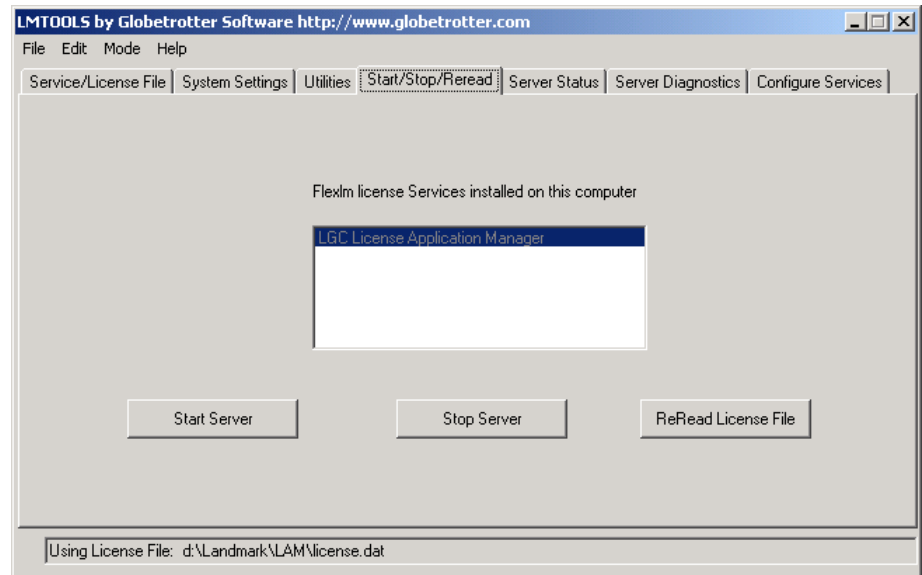 LMTOOLS by Globetrotter Software http://www.globetrotter.com
File Edit Mode Help
Service/License File System Settings Utilities Start/Stop/Reread Server Status Server Diagnostics Configure Services
Flexlm license Services installed on this computer
LGC License Application Manager
Start Server Stop Server ReRead License File
Using License File: d:\Landmark\LAM\license.dat